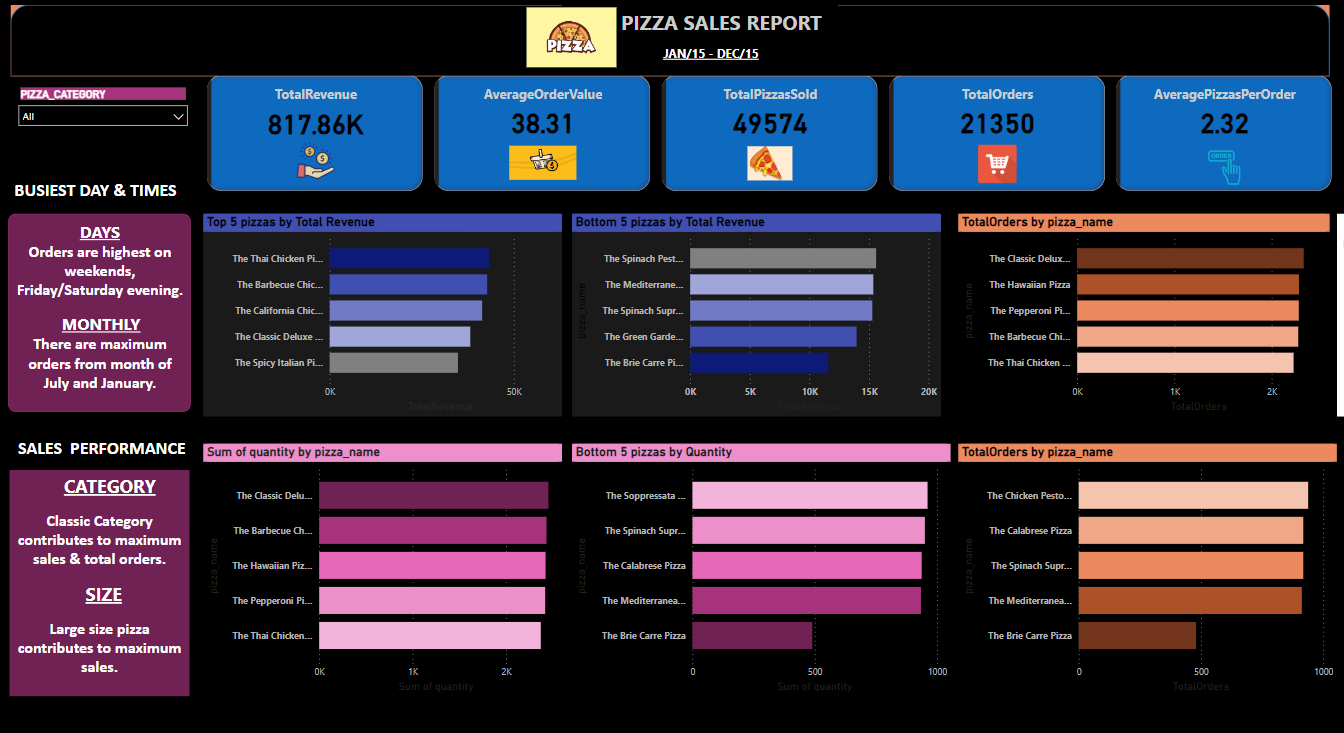 PIZZA
PIZZA SALES REPORT
JAN/15 - DEC/15
PIZZA_CATEGORY
All
TotalRevenue
817.86K
AverageOrderValue
38.31
TotalPizzasSold
49574
TotalOrders
21350
ORDER
AveragePizzasPerOrder
2.32
BUSIEST DAY & TIMES
DAYS
Orders are highest on
weekends,
Friday/Saturday evening.
MONTHLY
There are maximum
orders from month of
July and January.
Top 5 pizzas by Total Revenue
The Thai Chicken Pi...
The Barbecue Chic...
The California Chic...
The Classic Deluxe ...
The Spicy Italian Pi...
0K
50K
TotalRevenue
Bottom 5 pizzas by Total Revenue
pizza_name
The Spinach Pest...
The Mediterrane...
The Spinach Supr...
The Green Garde...
The Brie Carre Pi...
0K
5K
10K
15K
20K
TotalRevenue
TotalOrders by pizza_name
pizza_name
The Classic Delux...
The Hawaiian Pizza
The Pepperoni Pi...
The Barbecue Chi...
The Thai Chicken ...
0K
1K
2K
TotalOrders
SALES PERFORMANCE
CATEGORY
Classic Category
contributes to maximum
sales & total orders.
SIZE
Large size pizza
contributes to maximum
sales.
Sum of quantity by pizza_name
pizza_name
The Classic Delu...
The Barbecue Ch...
The Hawaiian Piz...
The Pepperoni Pi...
The Thai Chicken...
0K
1K
2K
Sum of quantity
Bottom 5 pizzas by Quantity
pizza_name
The Soppressata ...
The Spinach Supr...
The Calabrese Pizza
The Mediterranea...
The Brie Carre Pizza
0
500
1000
Sum of quantity
TotalOrders by pizza_name
pizza_name
The Chicken Pesto...
The Calabrese Pizza
The Spinach Supr...
The Mediterranea...
The Brie Carre Pizza
0
500
1000
TotalOrders